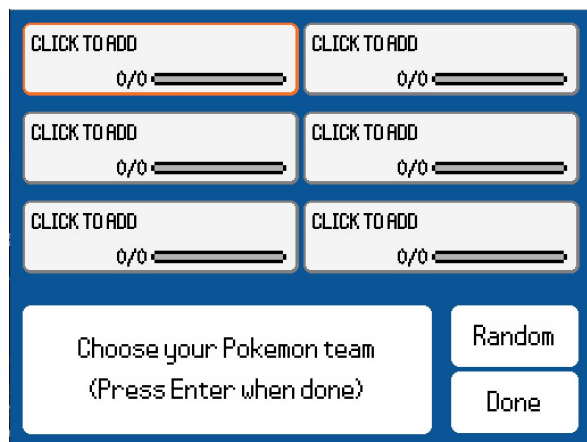 CLICK TO ADD
0/0
CLICK TO ADD
0/0
CLICK TO ADD
0/0
CLICK TO ADD
0/0
CLICK TO ADD
0/0
CLICK TO ADD
0/0
Choose your Pokemon team
(Press Enter when done)
Random
Done